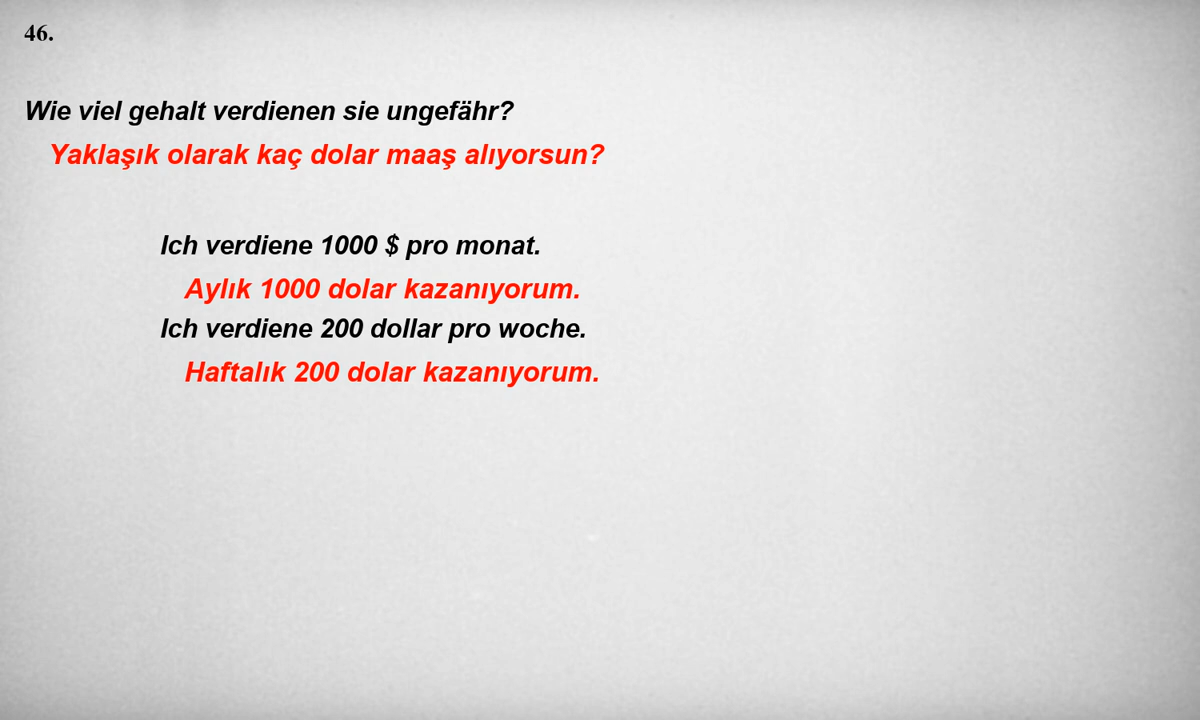 46.
Wie viel gehalt verdienen sie ungefähr?
Yaklaşık olarak kaç dolar maaş alıyorsun?
Ich verdiene 1000 $ pro monat.
Aylık 1000 dolar kazanıyorum.
Ich verdiene 200 dollar pro woche.
Haftalık 200 dolar kazanıyorum.